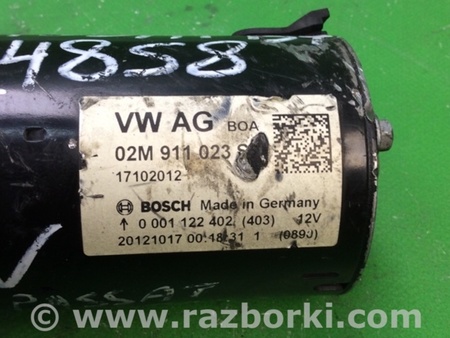 4858
VW AG BOA
02M 911 023 S
17102012
BOSCH Made in Germany
0 001 122 402 (403) 12V
20121017 00:18:31 1 (089J)
PASSAT
www.razborki.com